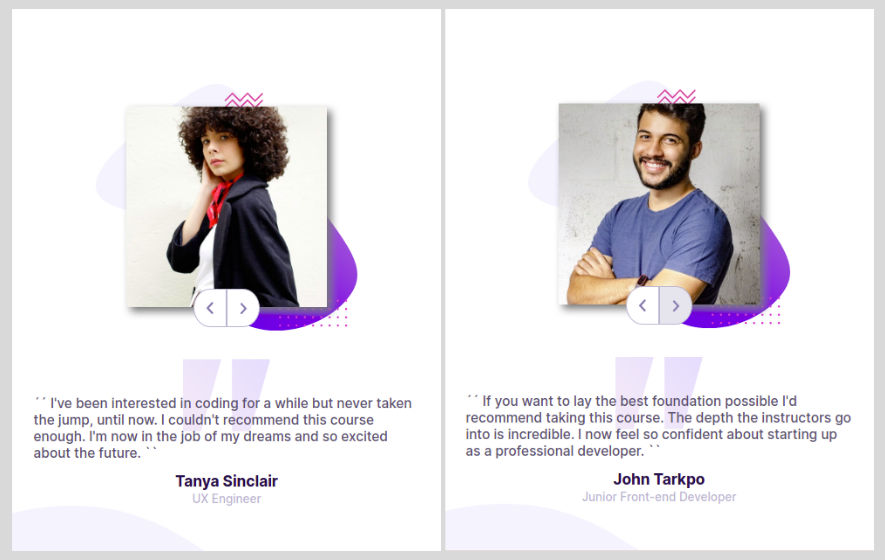 ´´ I've been interested in coding for a while but never taken
the jump, until now. I couldn't recommend this course
enough. I'm now in the job of my dreams and so excited
about the future. ``
Tanya Sinclair
UX Engineer
´´ If you want to lay the best foundation possible I'd
recommend taking this course. The depth the instructors go
into is incredible. I now feel so confident about starting up
as a professional developer. ``
John Tarkpo
Junior Front-end Developer